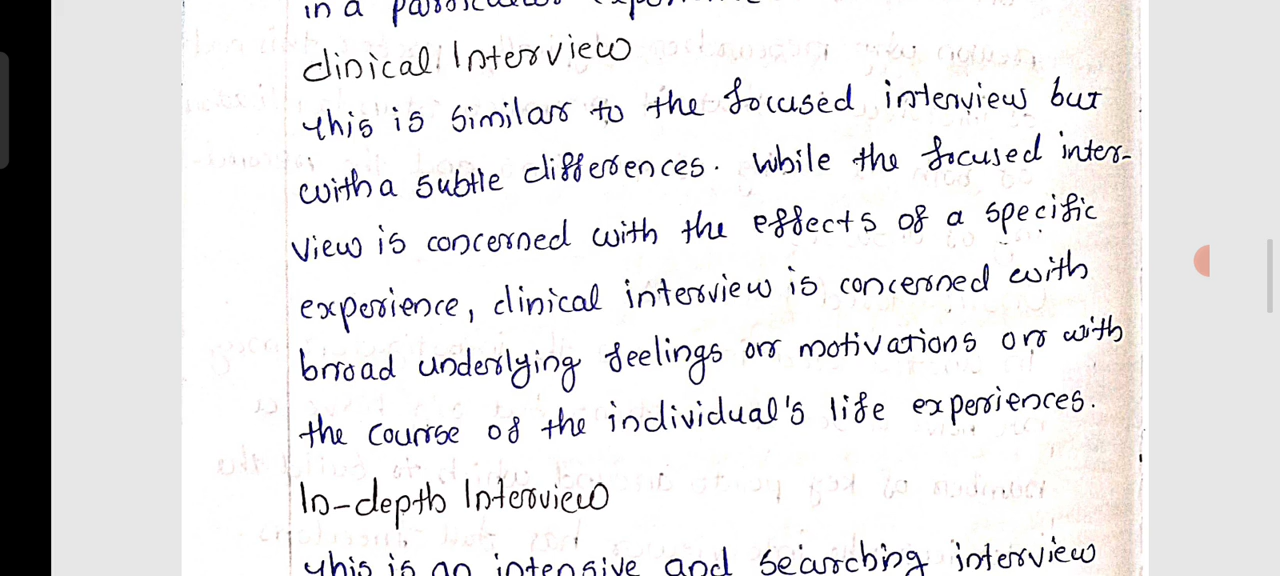 in a
Clinical Interview
This is similar to the focused interview but
with a subtle differences. While the focused inter-
view is concerned with the effects of a specific
experience, clinical interview is concerned with
broad underlying feelings or motivations or with
the course of the individual's life experiences.
In-depth Interview
This is an intensive and searching interview